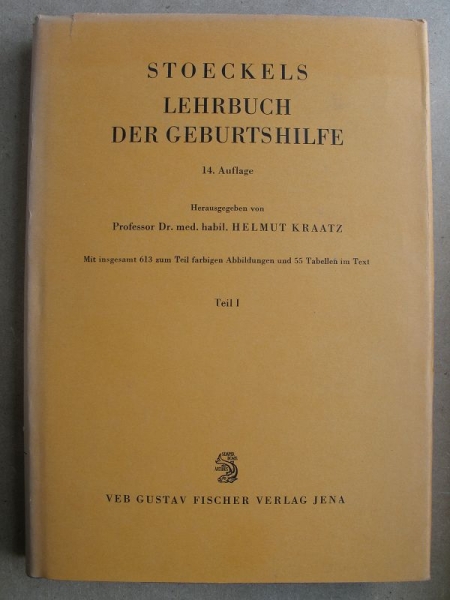 STOECKELS
LEHRBUCH
DER GEBURTSHILFE
14. Auflage
Herausgegeben von
Professor Dr. med. habil. HELMUT KRAATZ
Mit insgesamt 613 zum Teil farbigen Abbildungen und 55 Tabellen im Text
Teil I
VEB GUSTAV FISCHER VERLAG JENA